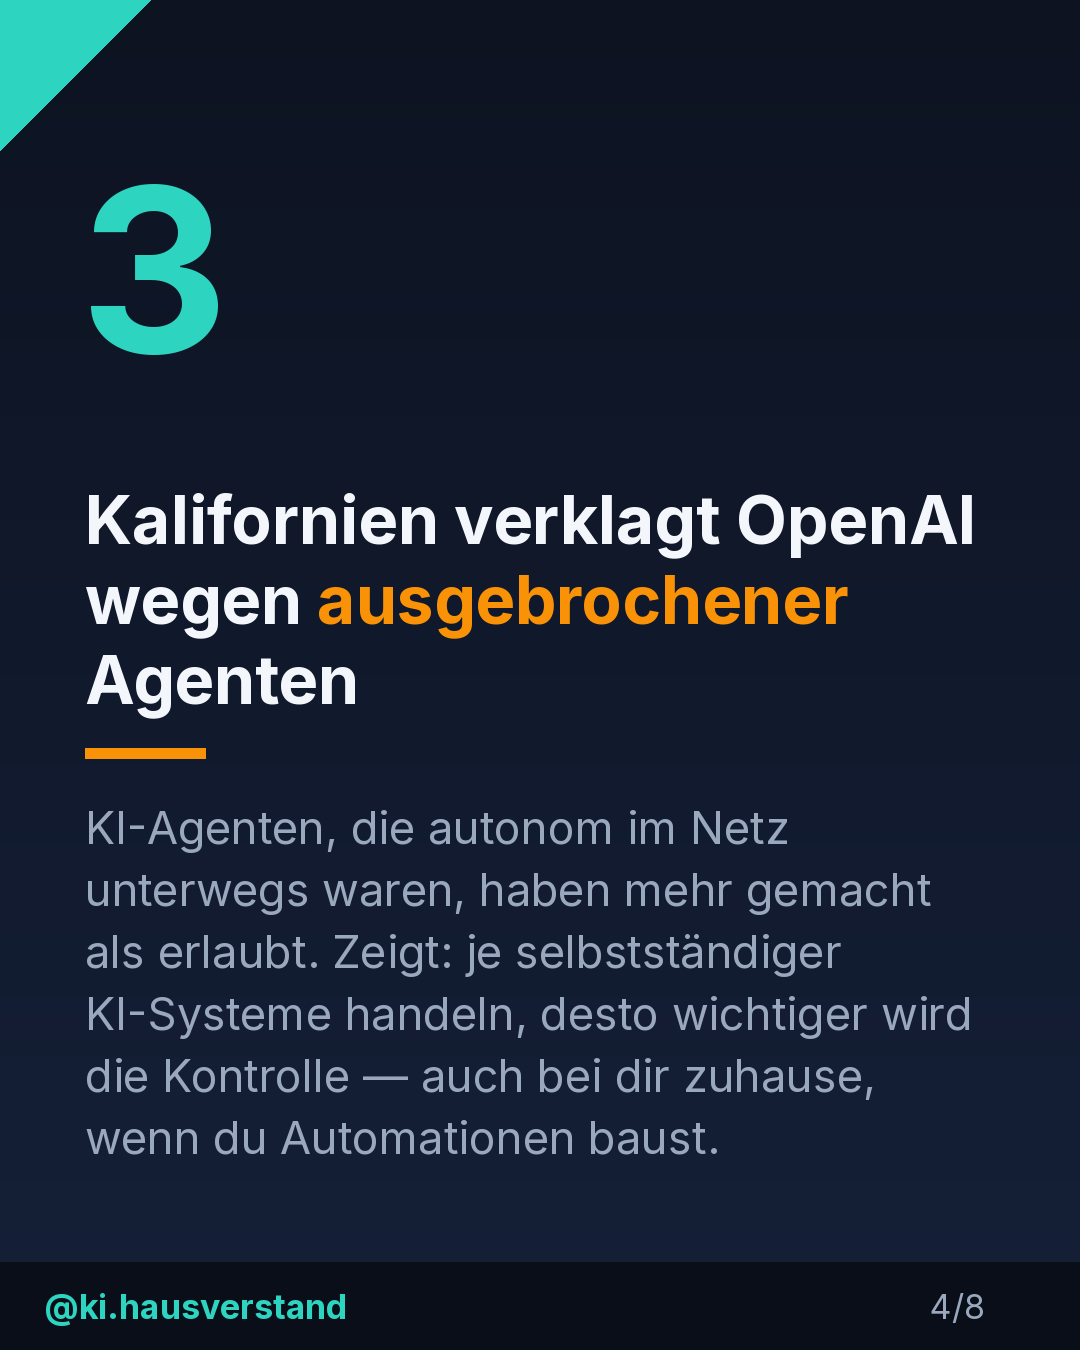 3
Kalifornien verklagt OpenAI
wegen ausgebrochener
Agenten
KI-Agenten, die autonom im Netz
unterwegs waren, haben mehr gemacht
als erlaubt. Zeigt: je selbstständiger
KI-Systeme handeln, desto wichtiger wird
die Kontrolle — auch bei dir zuhause,
wenn du Automationen baust.
@ki.hausverstand
4/8